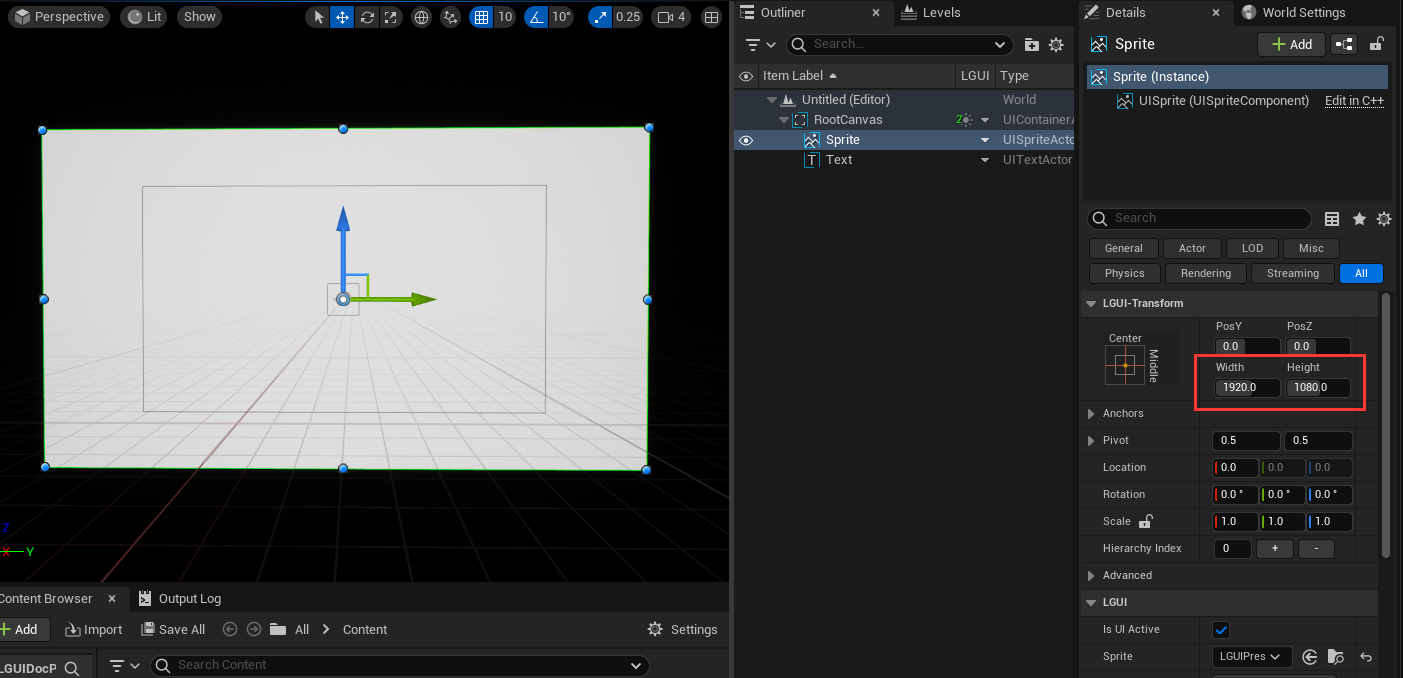 Perspective Lit Show 10 10° 0.25 4
Z
X Y
Content Browser × Output Log
Add Import Save All All Content Settings
LGUIDocP Search Content
Outliner × Levels
Search...
Item Label LGUI Type
Untitled (Editor) World
RootCanvas 2 UIContainerA
Sprite UISpriteActo
Text UITextActor
Details × World Settings
Sprite Add
Sprite (Instance)
UISprite (UISpriteComponent) Edit in C++
Search
General Actor LOD Misc
Physics Rendering Streaming All
LGUI-Transform
PosY PosZ
Center
Middle
0.0 0.0
Width Height
1920.0 1080.0
Anchors
Pivot 0.5 0.5
Location 0.0 0.0 0.0
Rotation 0.0 ° 0.0 ° 0.0 °
Scale 1.0 1.0 1.0
Hierarchy Index 0 + -
Advanced
LGUI
Is UI Active
Sprite LGUIPres